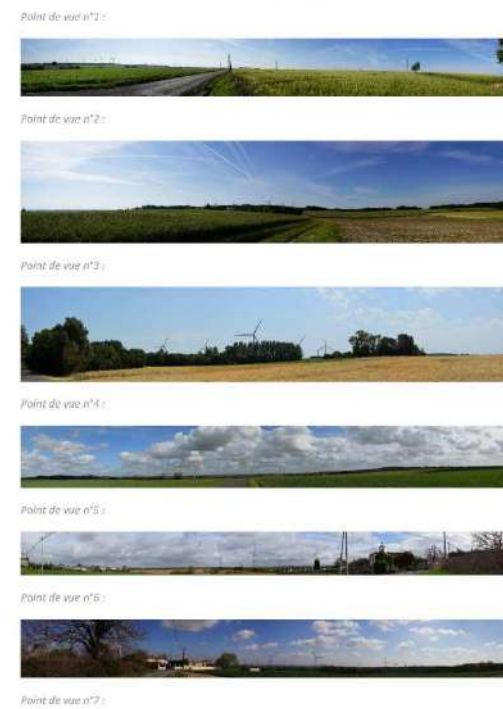 Point de vue n°1 :
Point de vue n°2 :
Point de vue n°3 :
Point de vue n°4 :
Point de vue n°5 :
Point de vue n°6 :
Point de vue n°7 :